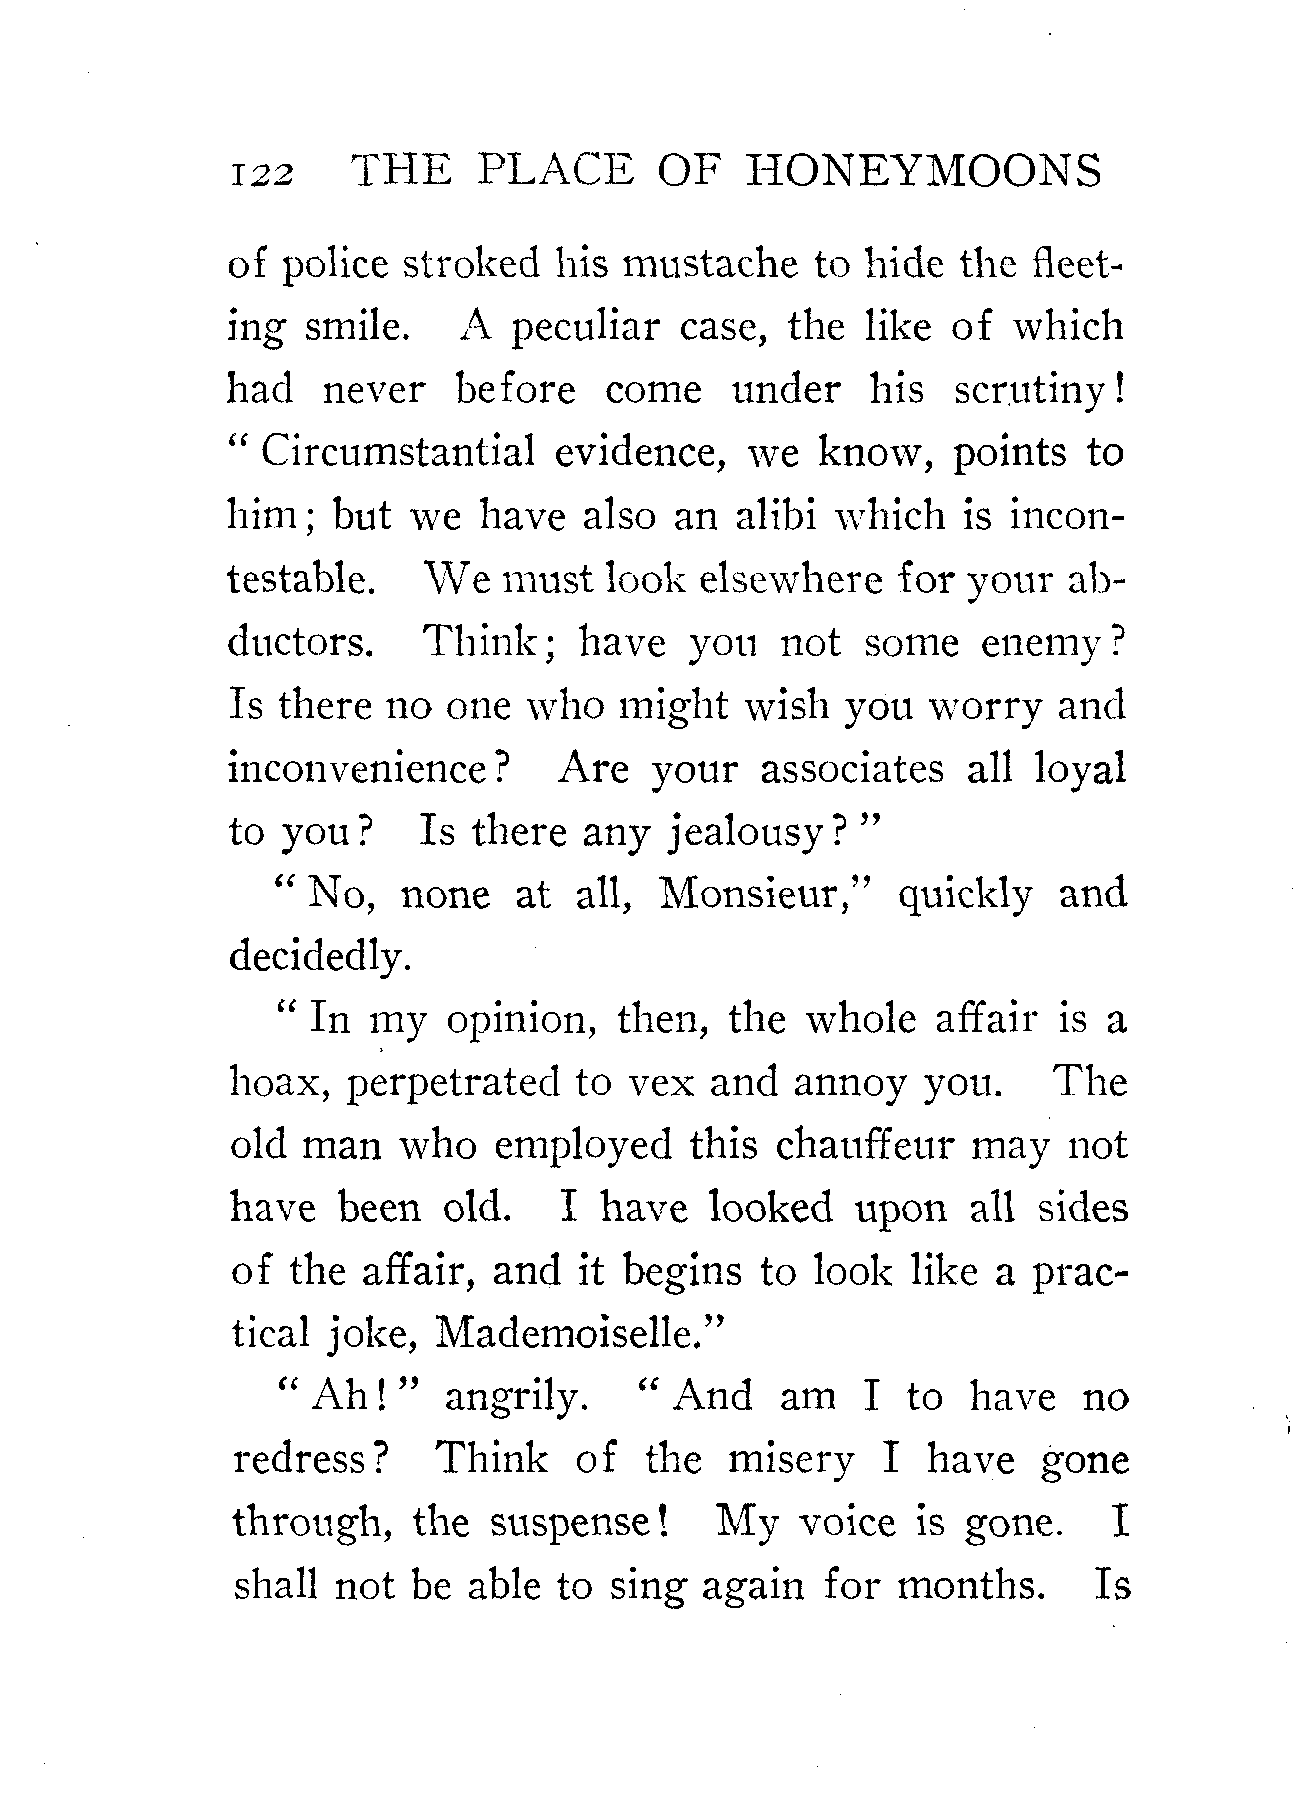 122 THE PLACE OF HONEYMOONS
of police stroked his mustache to hide the fleet-
ing smile. A peculiar case, the like of which
had never before come under his scrutiny!
“Circumstantial evidence, we know, points to
him; but we have also an alibi which is incon-
testable. We must look elsewhere for your ab-
ductors. Think; have you not some enemy?
Is there no one who might wish you worry and
inconvenience? Are your associates all loyal
to you? Is there any jealousy?”
“No, none at all, Monsieur,” quickly and
decidedly.
“In my opinion, then, the whole affair is a
hoax, perpetrated to vex and annoy you. The
old man who employed this chauffeur may not
have been old. I have looked upon all sides
of the affair, and it begins to look like a prac-
tical joke, Mademoiselle.”
“Ah!” angrily. “And am I to have no
redress? Think of the misery I have gone
through, the suspense! My voice is gone. I
shall not be able to sing again for months. Is